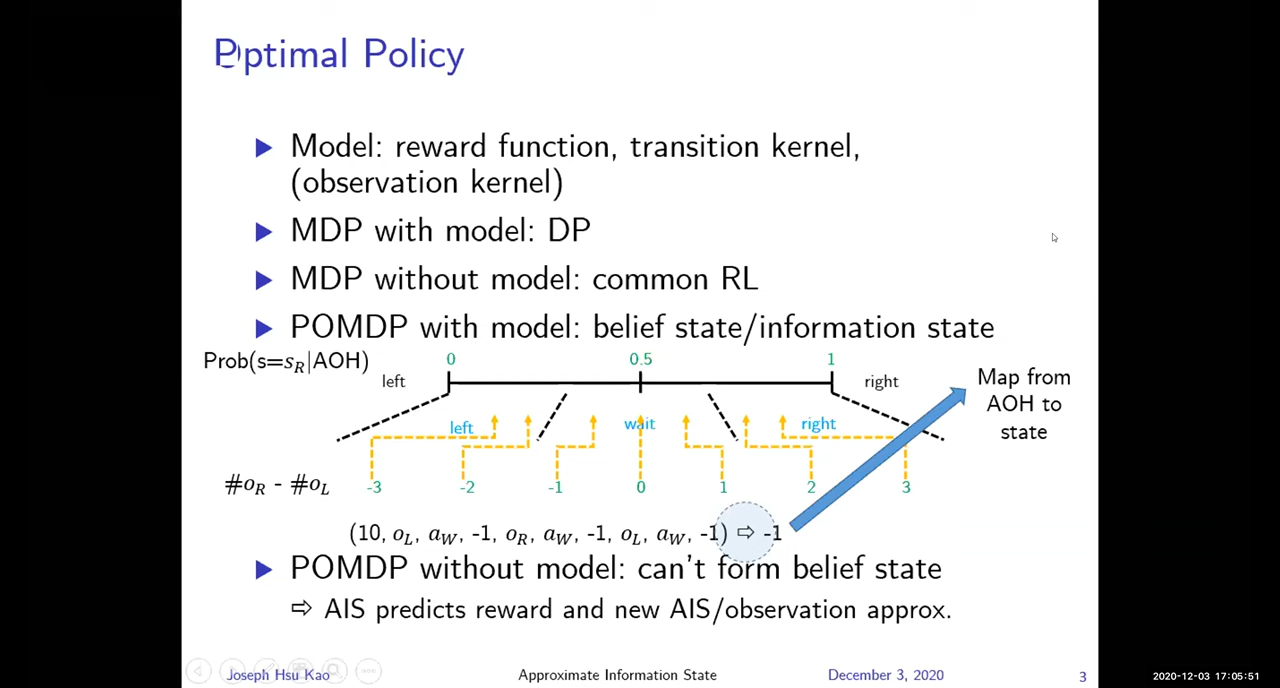 Optimal Policy
▶ Model: reward function, transition kernel,
(observation kernel)
▶ MDP with model: DP
▶ MDP without model: common RL
▶ POMDP with model: belief state/information state
Prob(s=s_R|AOH)
0 0.5 1
left right
Map from
AOH to
state
left wait right
#o_R - #o_L -3 -2 -1 0 1 2 3
(10, o_L, a_W, -1, o_R, a_W, -1, o_L, a_W, -1) ⇨ -1
▶ POMDP without model: can't form belief state
⇨ AIS predicts reward and new AIS/observation approx.
Joseph Hsu Kao Approximate Information State December 3, 2020 3
2020-12-03 17:05:51